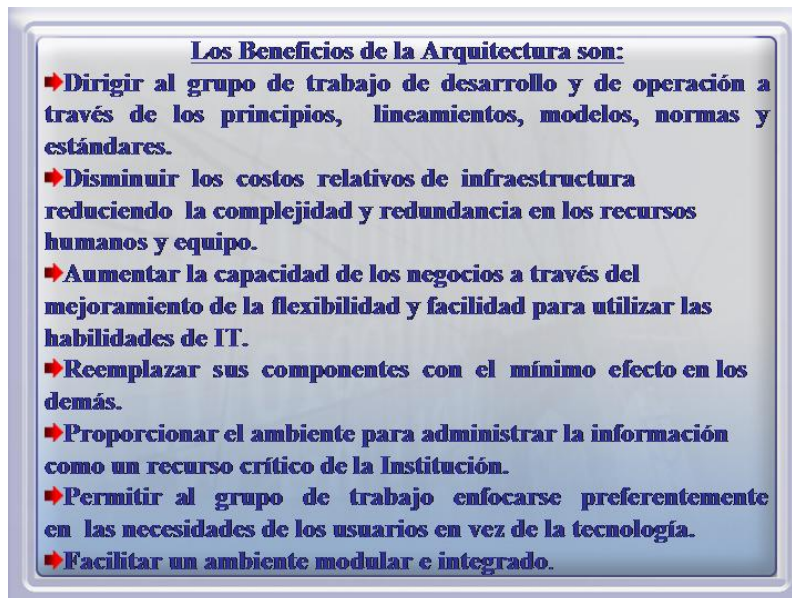 Los Beneficios de la Arquitectura son:
Dirigir al grupo de trabajo de desarrollo y de operación a
través de los principios, lineamientos, modelos, normas y
estándares.
Disminuir los costos relativos de infraestructura
reduciendo la complejidad y redundancia en los recursos
humanos y equipo.
Aumentar la capacidad de los negocios a través del
mejoramiento de la flexibilidad y facilidad para utilizar las
habilidades de IT.
Reemplazar sus componentes con el mínimo efecto en los
demás.
Proporcionar el ambiente para administrar la información
como un recurso crítico de la Institución.
Permitir al grupo de trabajo enfocarse preferentemente
en las necesidades de los usuarios en vez de la tecnología.
Facilitar un ambiente modular e integrado.